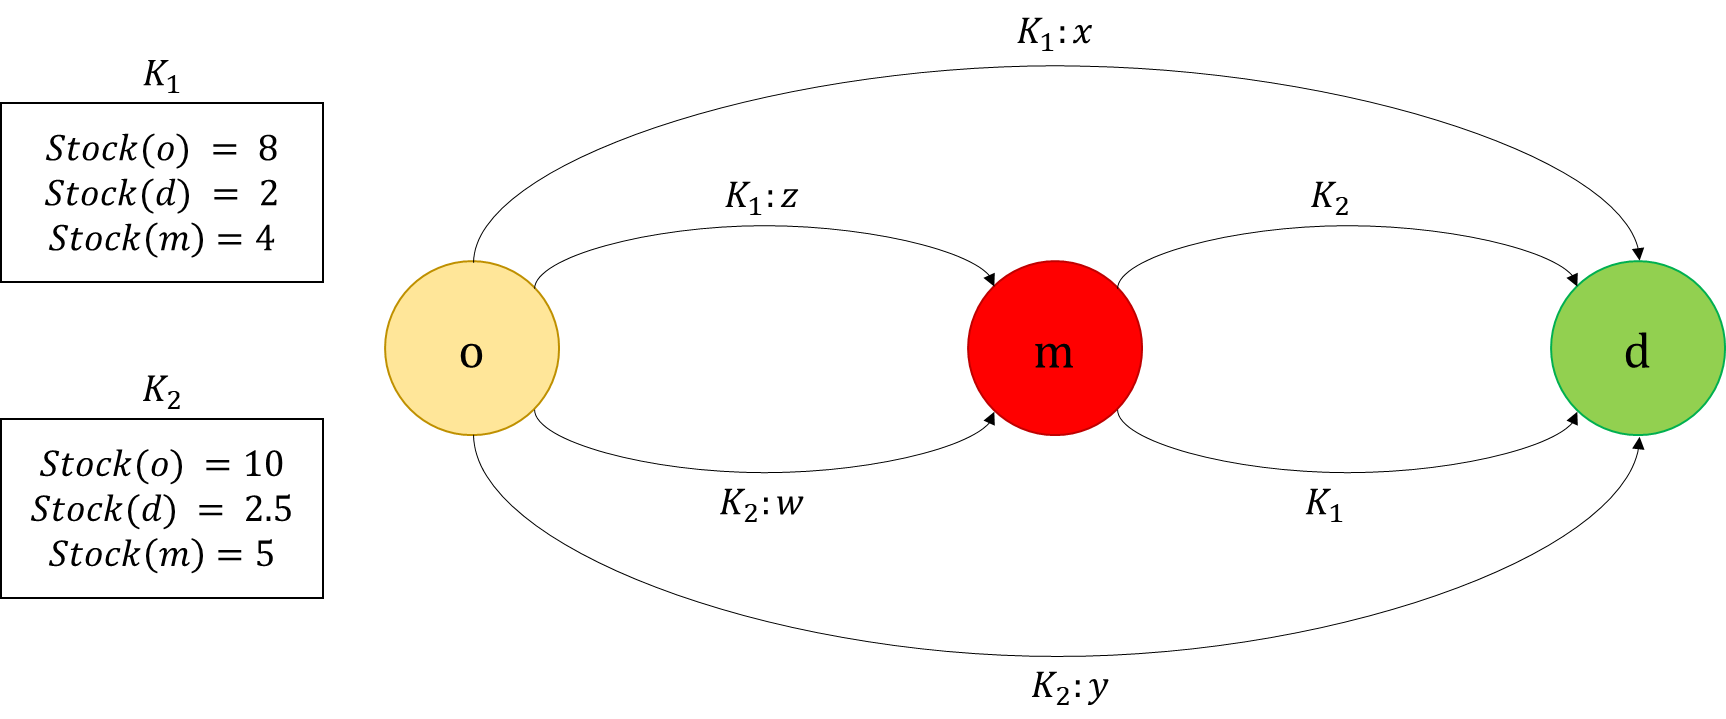 K₁
Stock(o) = 8
Stock(d) = 2
Stock(m) = 4
K₂
Stock(o) = 10
Stock(d) = 2.5
Stock(m) = 5
K₁: x
K₁: z
K₂
o
m
d
K₂: w
K₁
K₂: y